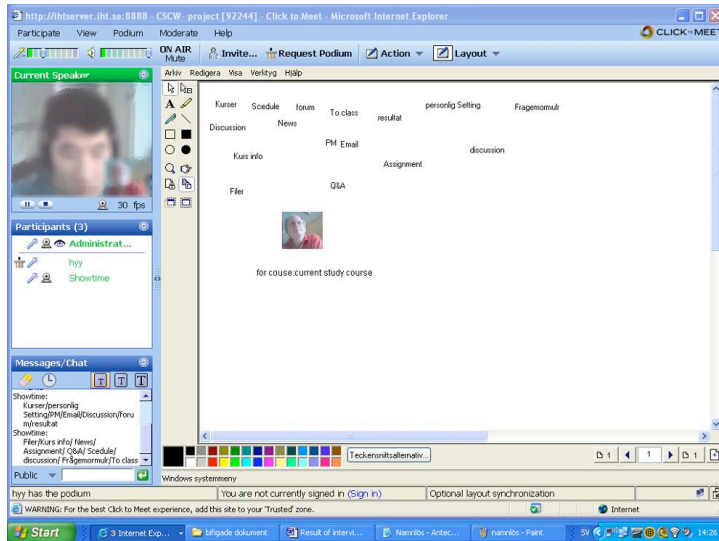 http://ihtserver.iht.se:8888 - CSCW- project [92244] - Click to Meet - Microsoft Internet Explorer
Participate View Podium Moderate Help
CLICK to MEET
ON AIR
Mute
Invite... Request Podium Action Layout
Current Speaker
Arkiv Redigera Visa Verktyg Hjälp
Kurser Scedule forum To class resultat personlig Setting Fragemormulr
Discussion News
PM Email
Kurs info Assignment discussion
Filer Q&A
for couse:current study course
30 fps
Participants (3)
Administrat...
hyy
Showtime
Messages/Chat
Showtime:
Kurser/personlig
Setting/PM/Email/Discussion/foru
m/resultat
Showtime:
Filer/Kurs info/ News/
Assignment/ Q&A/ Scedule/
discussion/ Frågemormulr/To class
Public
Teckensnittsalternativ...
1 1 1
Windows systemmeny
hyy has the podium
You are not currently signed in (Sign in)
Optional layout synchronization
WARNING: For the best Click to Meet experience, add this site to your 'Trusted' zone.
Internet
Start
3 Internet Exp...
bifigade dokument
Result of intervi...
Namnlös - Antec...
namnlös - Paint
SV
14:26